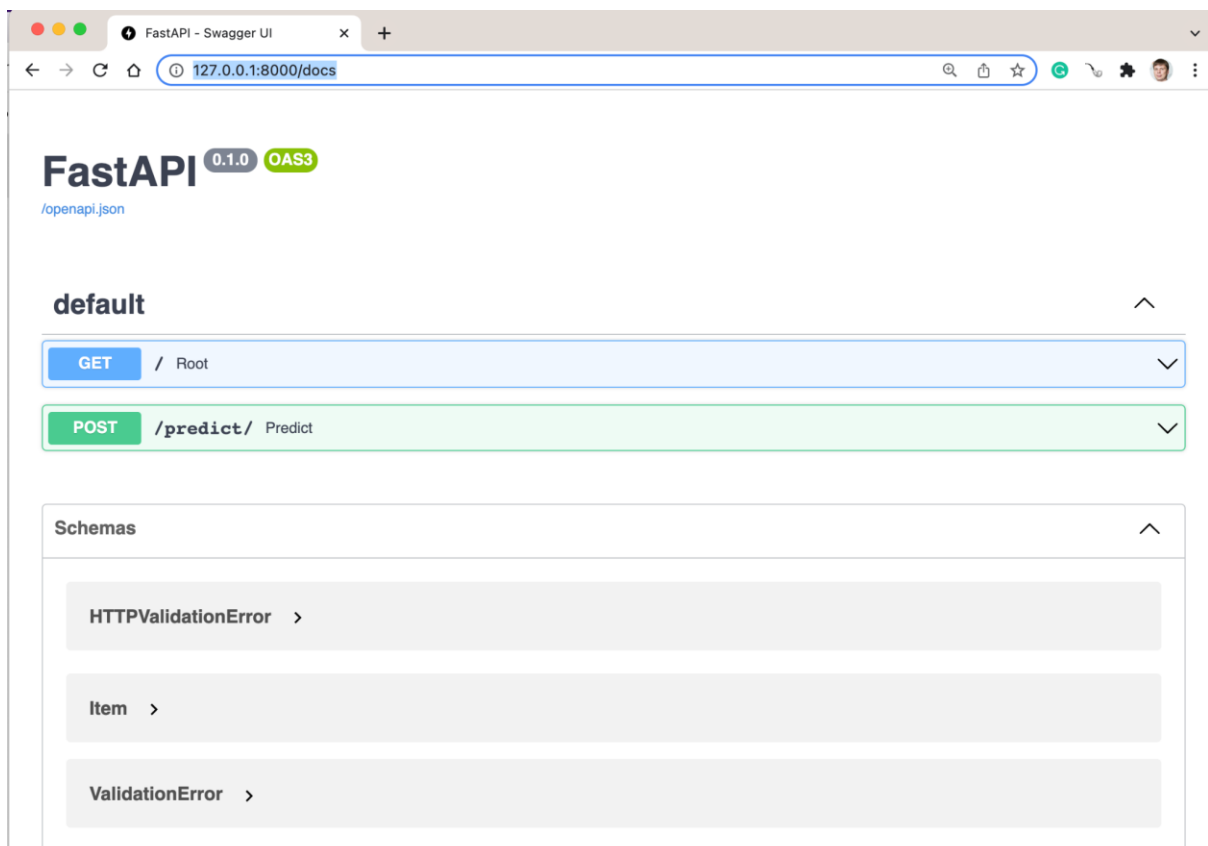 FastAPI - Swagger UI
127.0.0.1:8000/docs
FastAPI 0.1.0 OAS3
/openapi.json
default
GET / Root
POST /predict/ Predict
Schemas
HTTPValidationError
Item
ValidationError